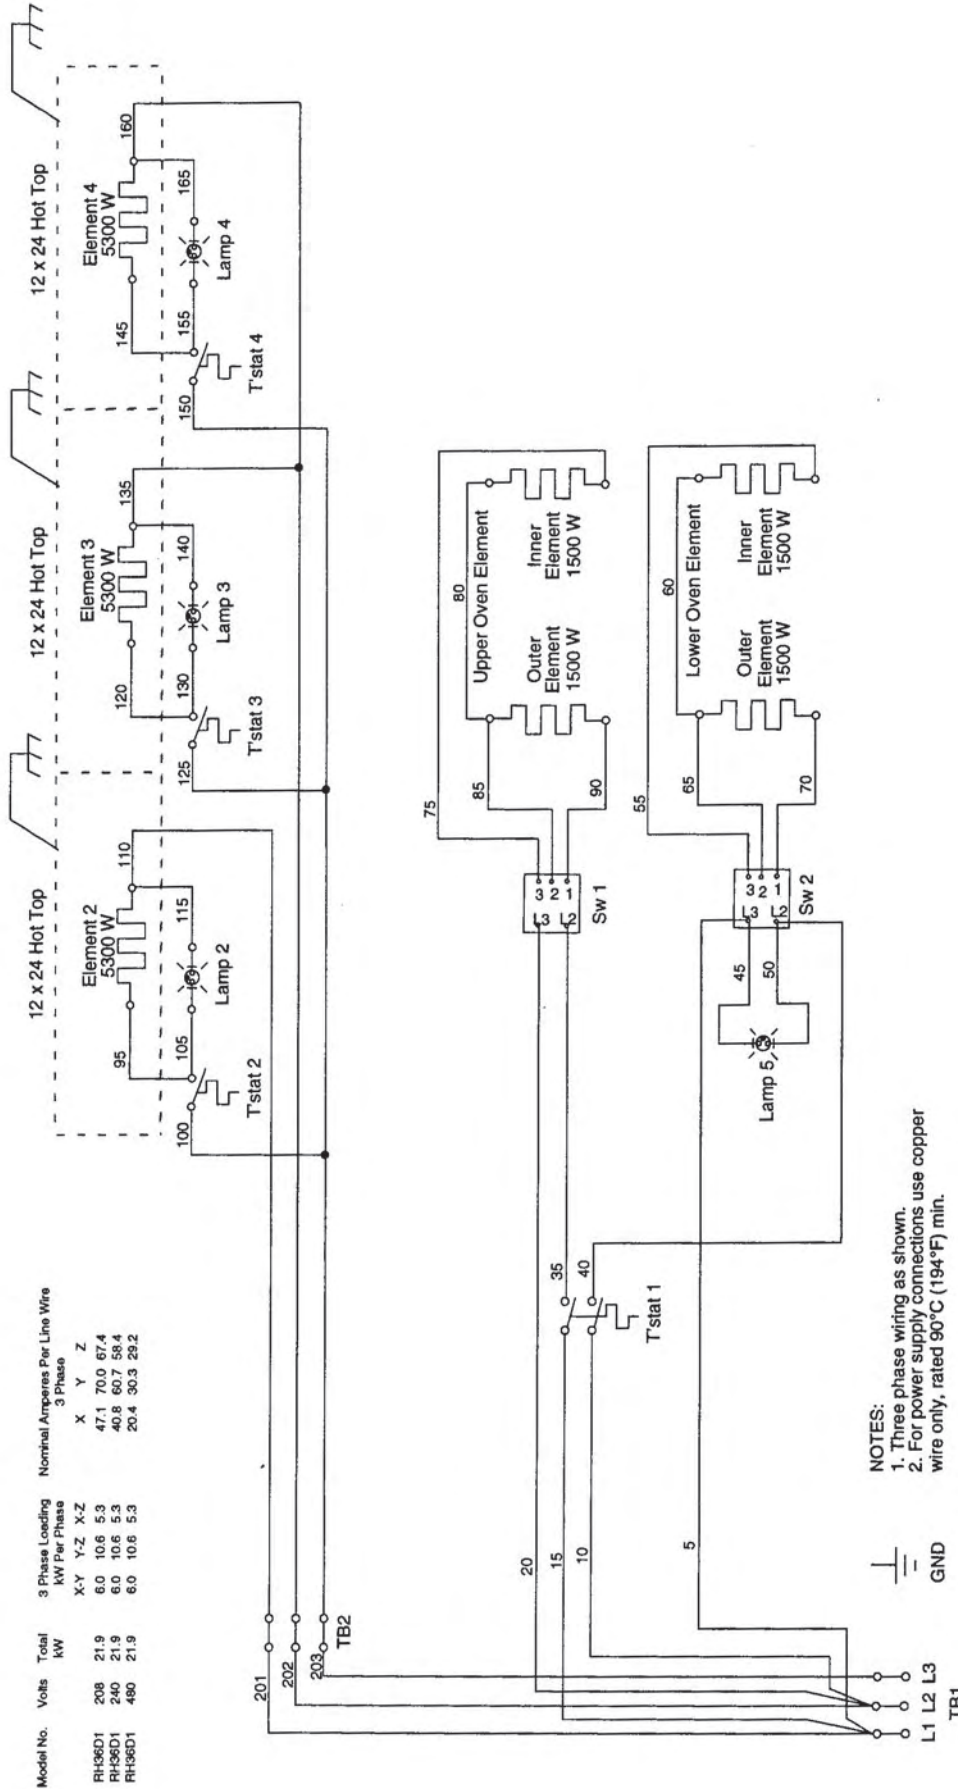 Model No. Volts Total kW 3 Phase Loading kW Per Phase Nominal Amperes Per Line Wire 3 Phase
X-Y Y-Z X-Z X Y Z
RH36D1 208 21.9 6.0 10.6 5.3 47.1 70.0 67.4
RH36D1 240 21.9 6.0 10.6 5.3 40.8 60.7 58.4
RH36D1 480 21.9 6.0 10.6 5.3 20.4 30.3 29.2
12 x 24 Hot Top
Element 2
5300 W
95
110
115
105
100
Lamp 2
T'stat 2
12 x 24 Hot Top
Element 3
5300 W
120
135
140
130
125
Lamp 3
T'stat 3
12 x 24 Hot Top
Element 4
5300 W
145
160
165
155
150
Lamp 4
T'stat 4
201
202
203
TB2
20
15
10
35
40
T'stat 1
75
80
85
90
3 2 1
L3 L2
Sw 1
Upper Oven Element
Outer
Element
1500 W
Inner
Element
1500 W
55
60
65
70
3 2 1
L3 L2
Sw 2
45
50
Lamp 5
Lower Oven Element
Outer
Element
1500 W
Inner
Element
1500 W
5
L1 L2 L3
TB1
GND
NOTES:
1. Three phase wiring as shown.
2. For power supply connections use copper
wire only, rated 90°C (194°F) min.